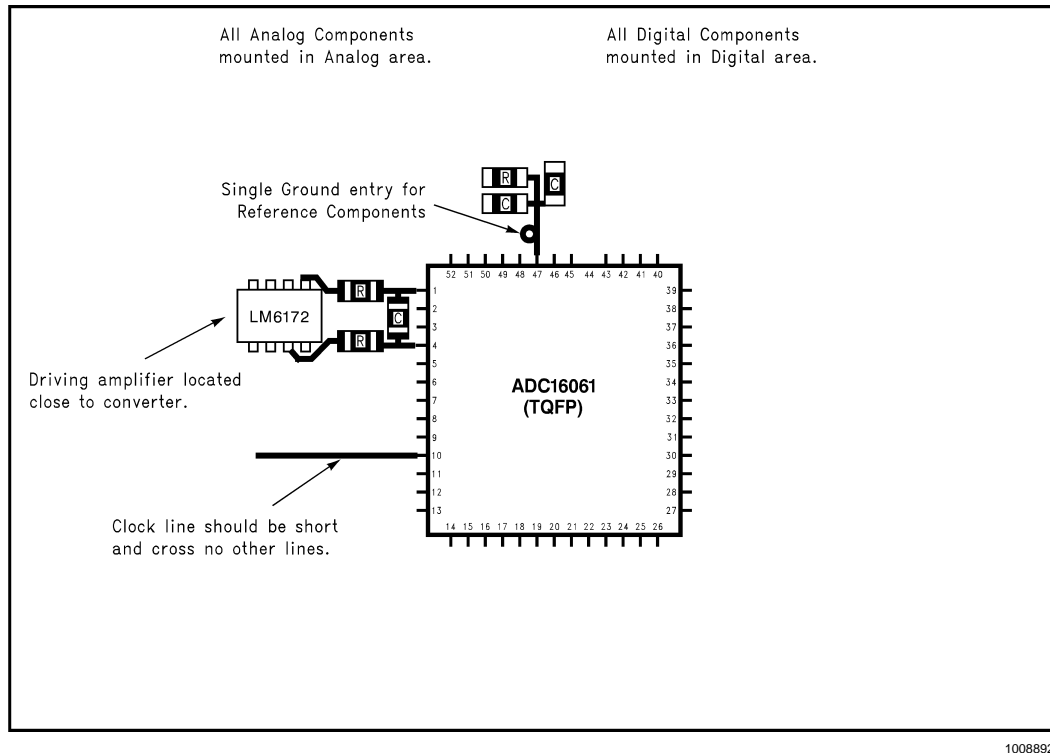 All Analog Components
mounted in Analog area.
All Digital Components
mounted in Digital area.
Single Ground entry for
Reference Components
R
C
C
52 51 50 49 48 47 46 45 44 43 42 41 40
LM6172
R
C
R
1
2
3
4
5
6
7
8
9
10
11
12
13
39
38
37
36
35
34
33
32
31
30
29
28
27
Driving amplifier located
close to converter.
ADC16061
(TQFP)
Clock line should be short
and cross no other lines.
14 15 16 17 18 19 20 21 22 23 24 25 26
1008892